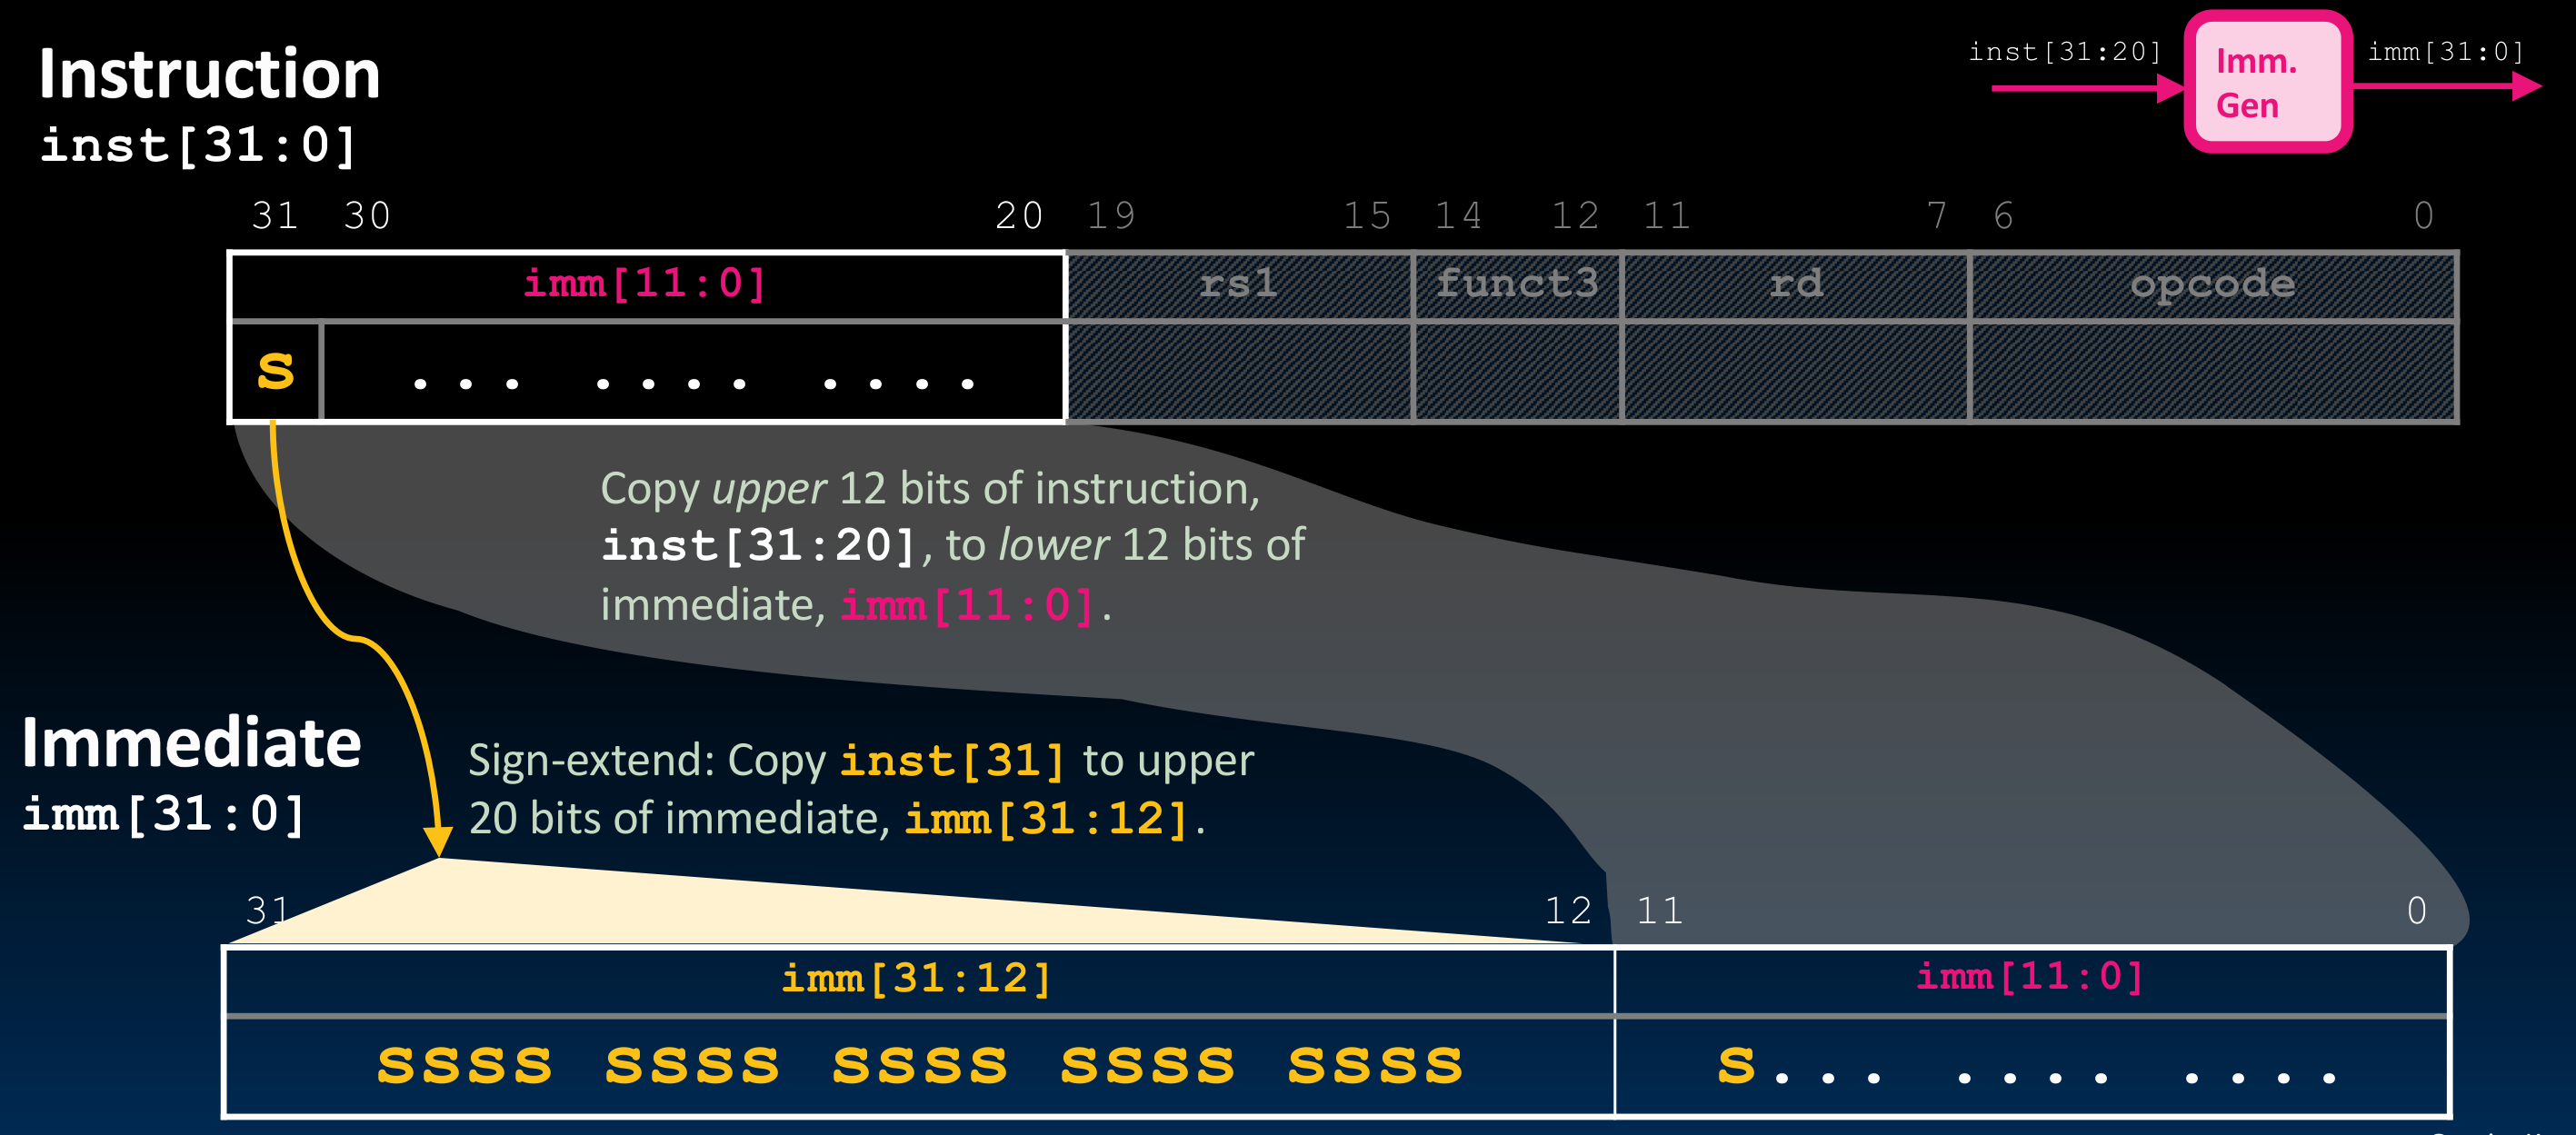 Instruction
inst[31:0]
inst[31:20]
Imm.
Gen
imm[31:0]
31 30 20 19 15 14 12 11 7 6 0
imm[11:0] rs1 funct3 rd opcode
s ... .... ....
Copy upper 12 bits of instruction,
inst[31:20], to lower 12 bits of
immediate, imm[11:0].
Immediate
imm[31:0]
Sign-extend: Copy inst[31] to upper
20 bits of immediate, imm[31:12].
31 12 11 0
imm[31:12] imm[11:0]
ssss ssss ssss ssss ssss s... .... ....